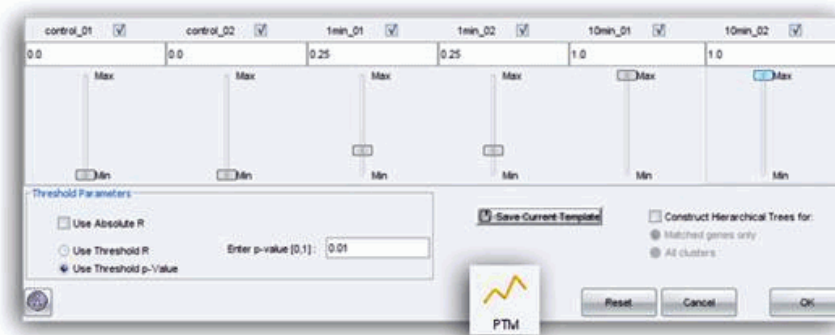 control_01 control_02 1min_01 1min_02 10min_01 10min_02
0.0 0.0 0.25 0.25 1.0 1.0
Max Max Max Max Max Max
Min Min Min Min Min Min
Threshold Parameters
Use Absolute R
Use Threshold R
Enter p-value [0,1] : 0.01
Use Threshold p-Value
Save Current Template
Construct Hierarchical Trees for:
Matched genes only
All clusters
PTM
Reset Cancel OK